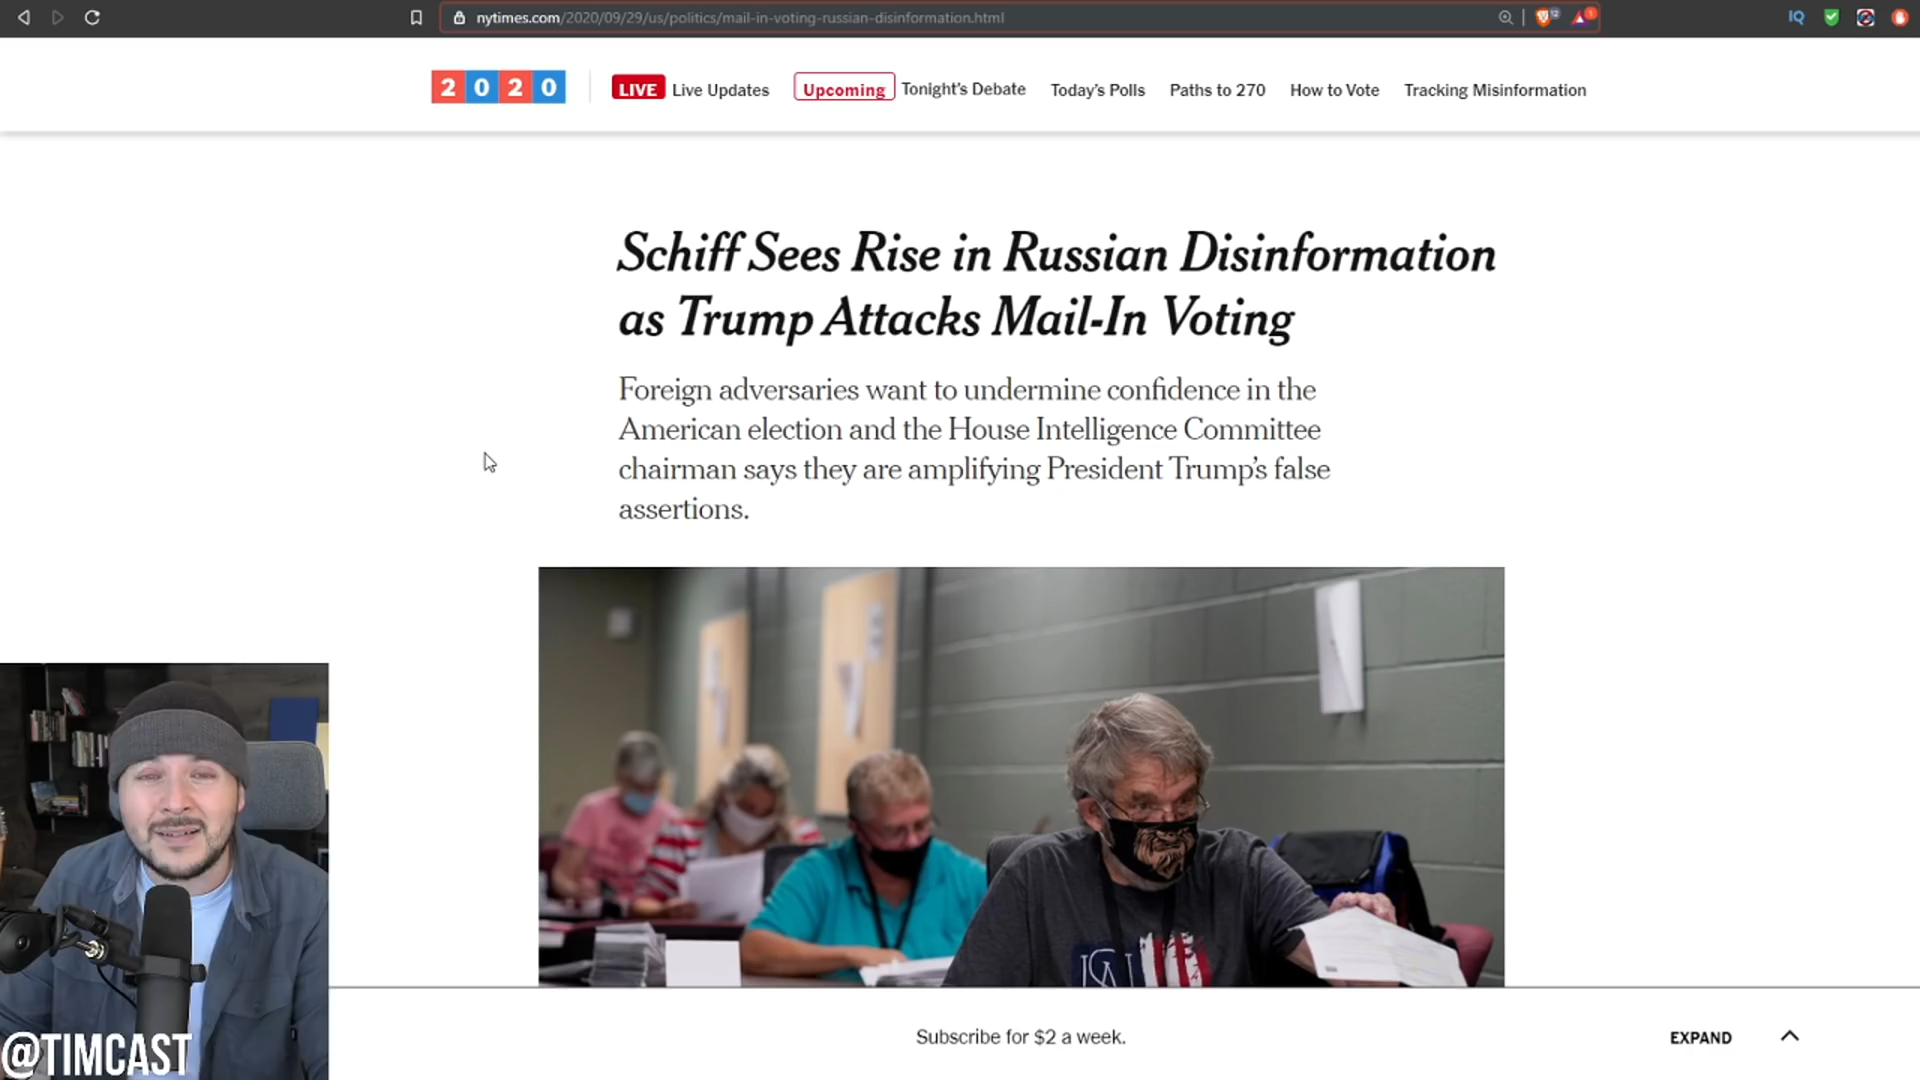 nytimes.com/2020/09/29/us/politics/mail-in-voting-russian-disinformation.html
12
1
IQ
2020
LIVE Live Updates Upcoming Tonight's Debate Today's Polls Paths to 270 How to Vote Tracking Misinformation
Schiff Sees Rise in Russian Disinformation
as Trump Attacks Mail-In Voting
Foreign adversaries want to undermine confidence in the
American election and the House Intelligence Committee
chairman says they are amplifying President Trump's false
assertions.
Subscribe for $2 a week.
EXPAND
@TIMCAST